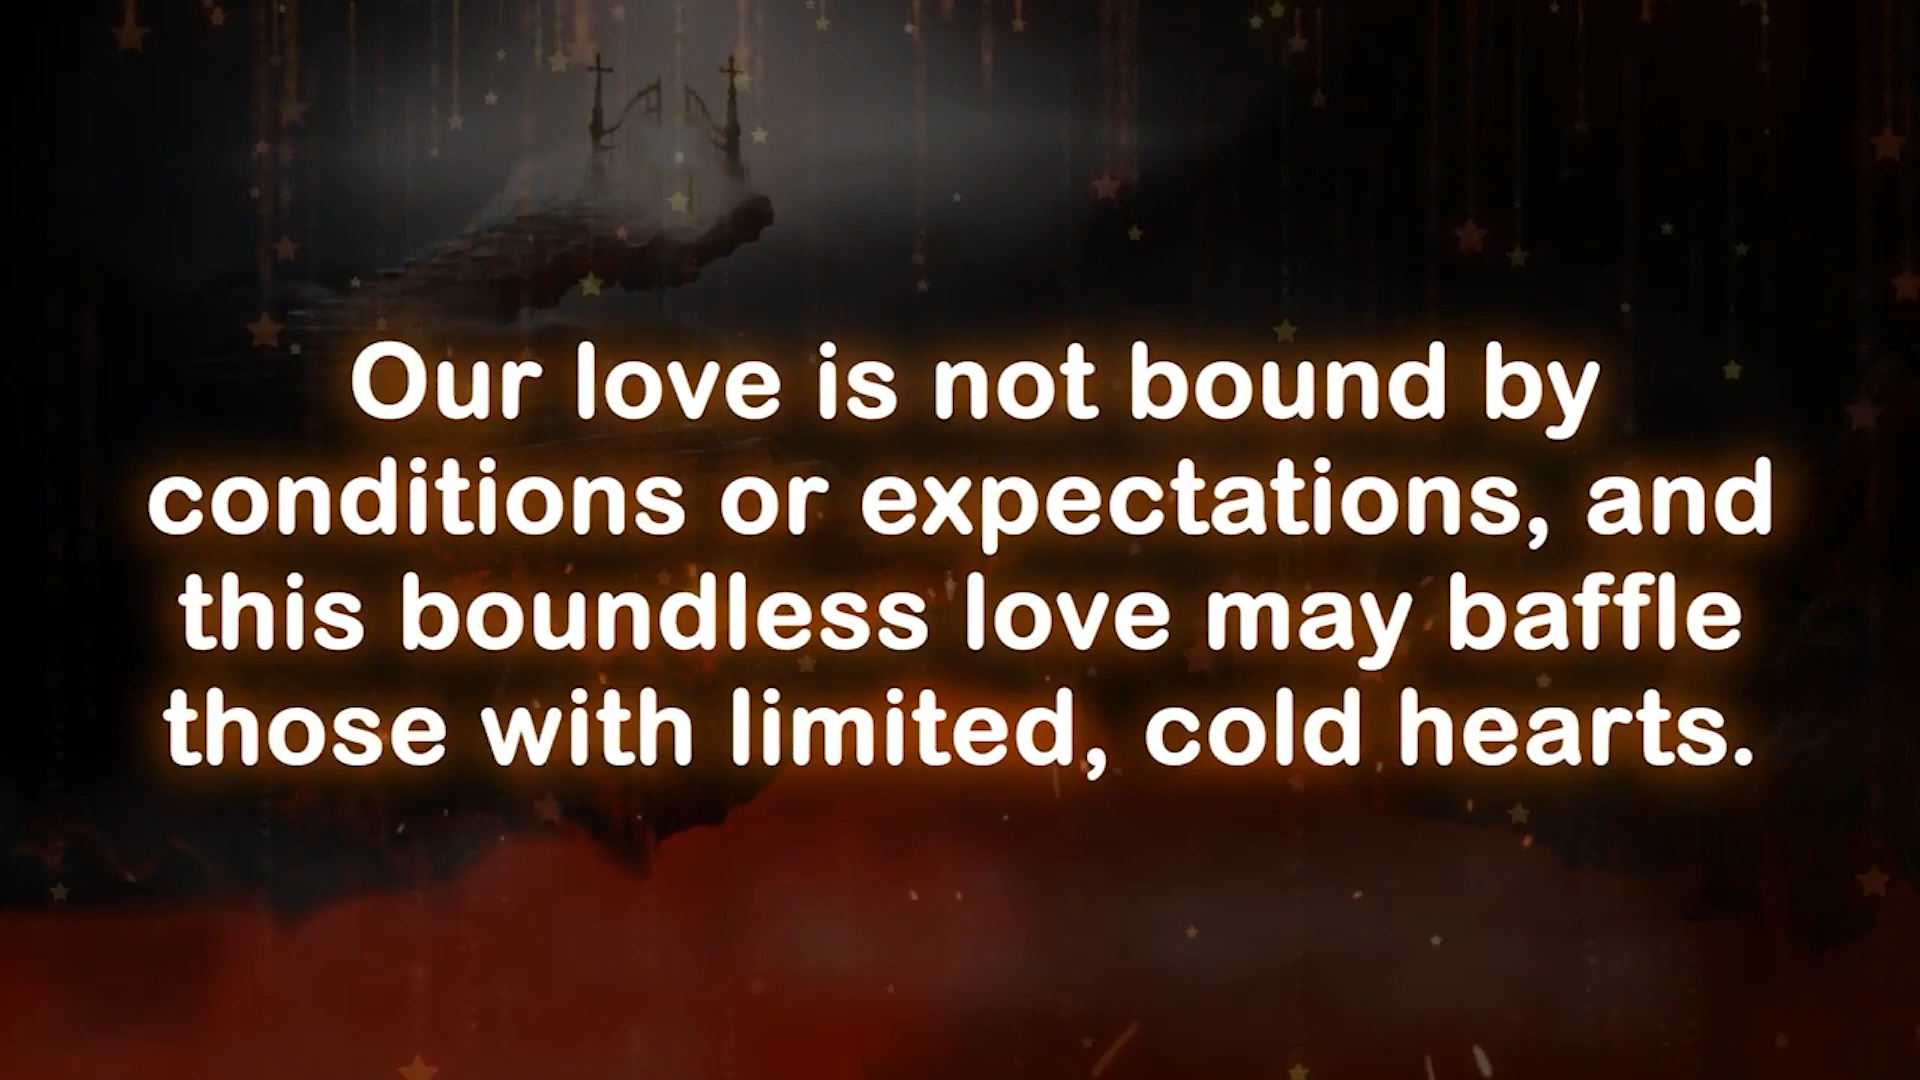 Our love is not bound by
conditions or expectations, and
this boundless love may baffle
those with limited, cold hearts.